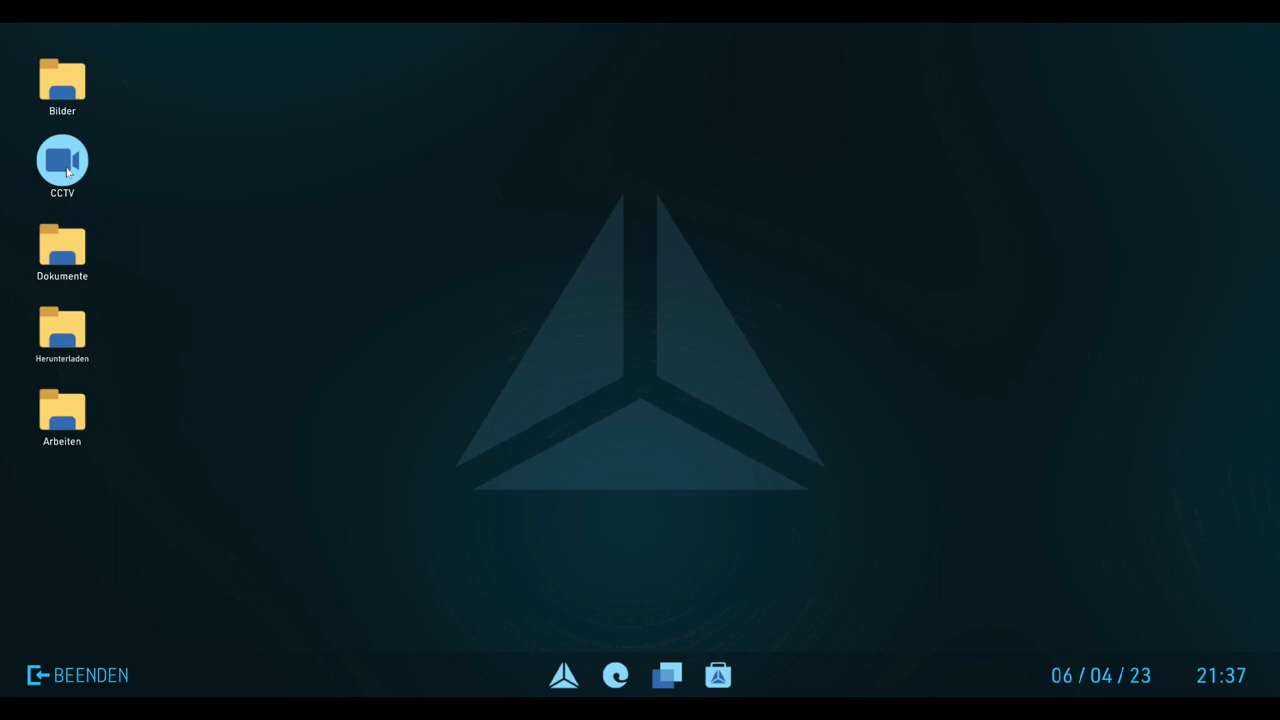 Bilder
CCTV
Dokumente
Herunterladen
Arbeiten
BEENDEN
06 / 04 / 23
21:37